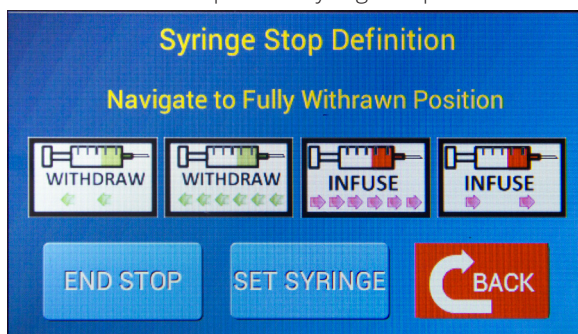 Syringe Stop Definition
Navigate to Fully Withrawn Position
WITHDRAW WITHDRAW INFUSE INFUSE
END STOP SET SYRINGE BACK